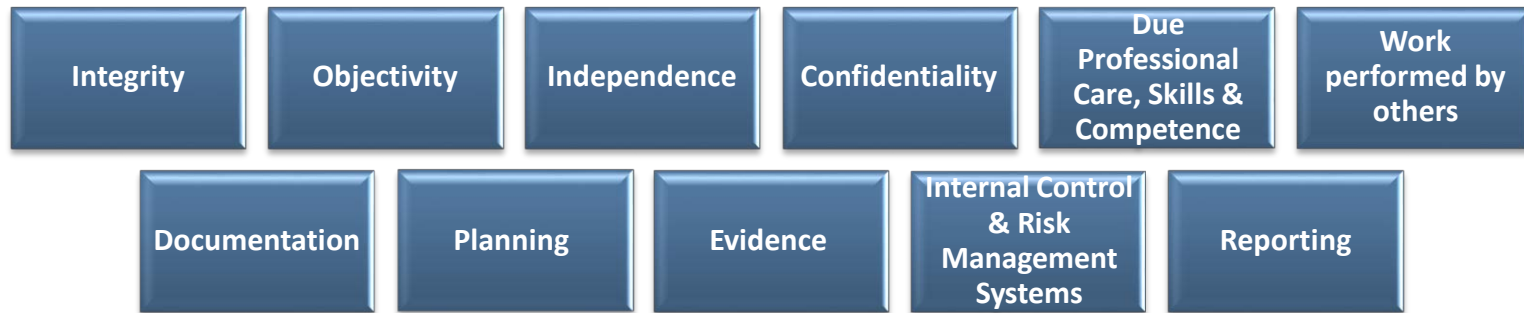 Integrity
Objectivity
Independence
Confidentiality
Due
Professional
Care, Skills &
Competence
Work
performed by
others
Documentation
Planning
Evidence
Internal Control
& Risk
Management
Systems
Reporting